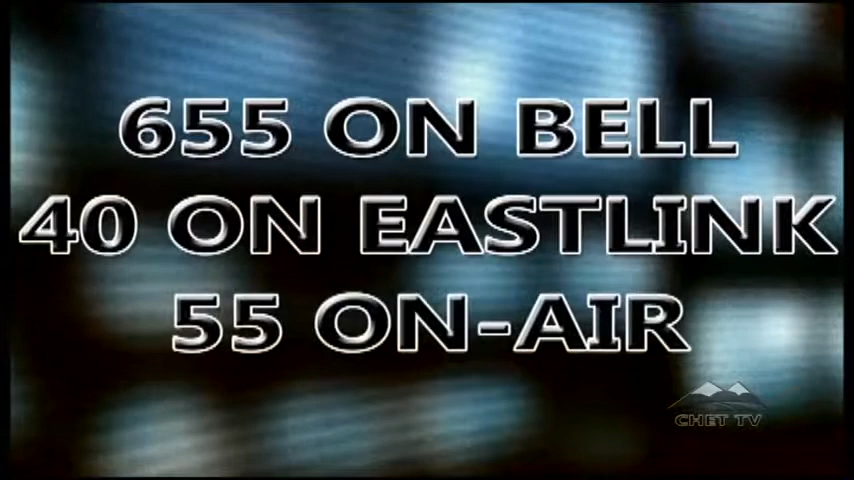 655 ON BELL
40 ON EASTLINK
55 ON-AIR
CHET TV